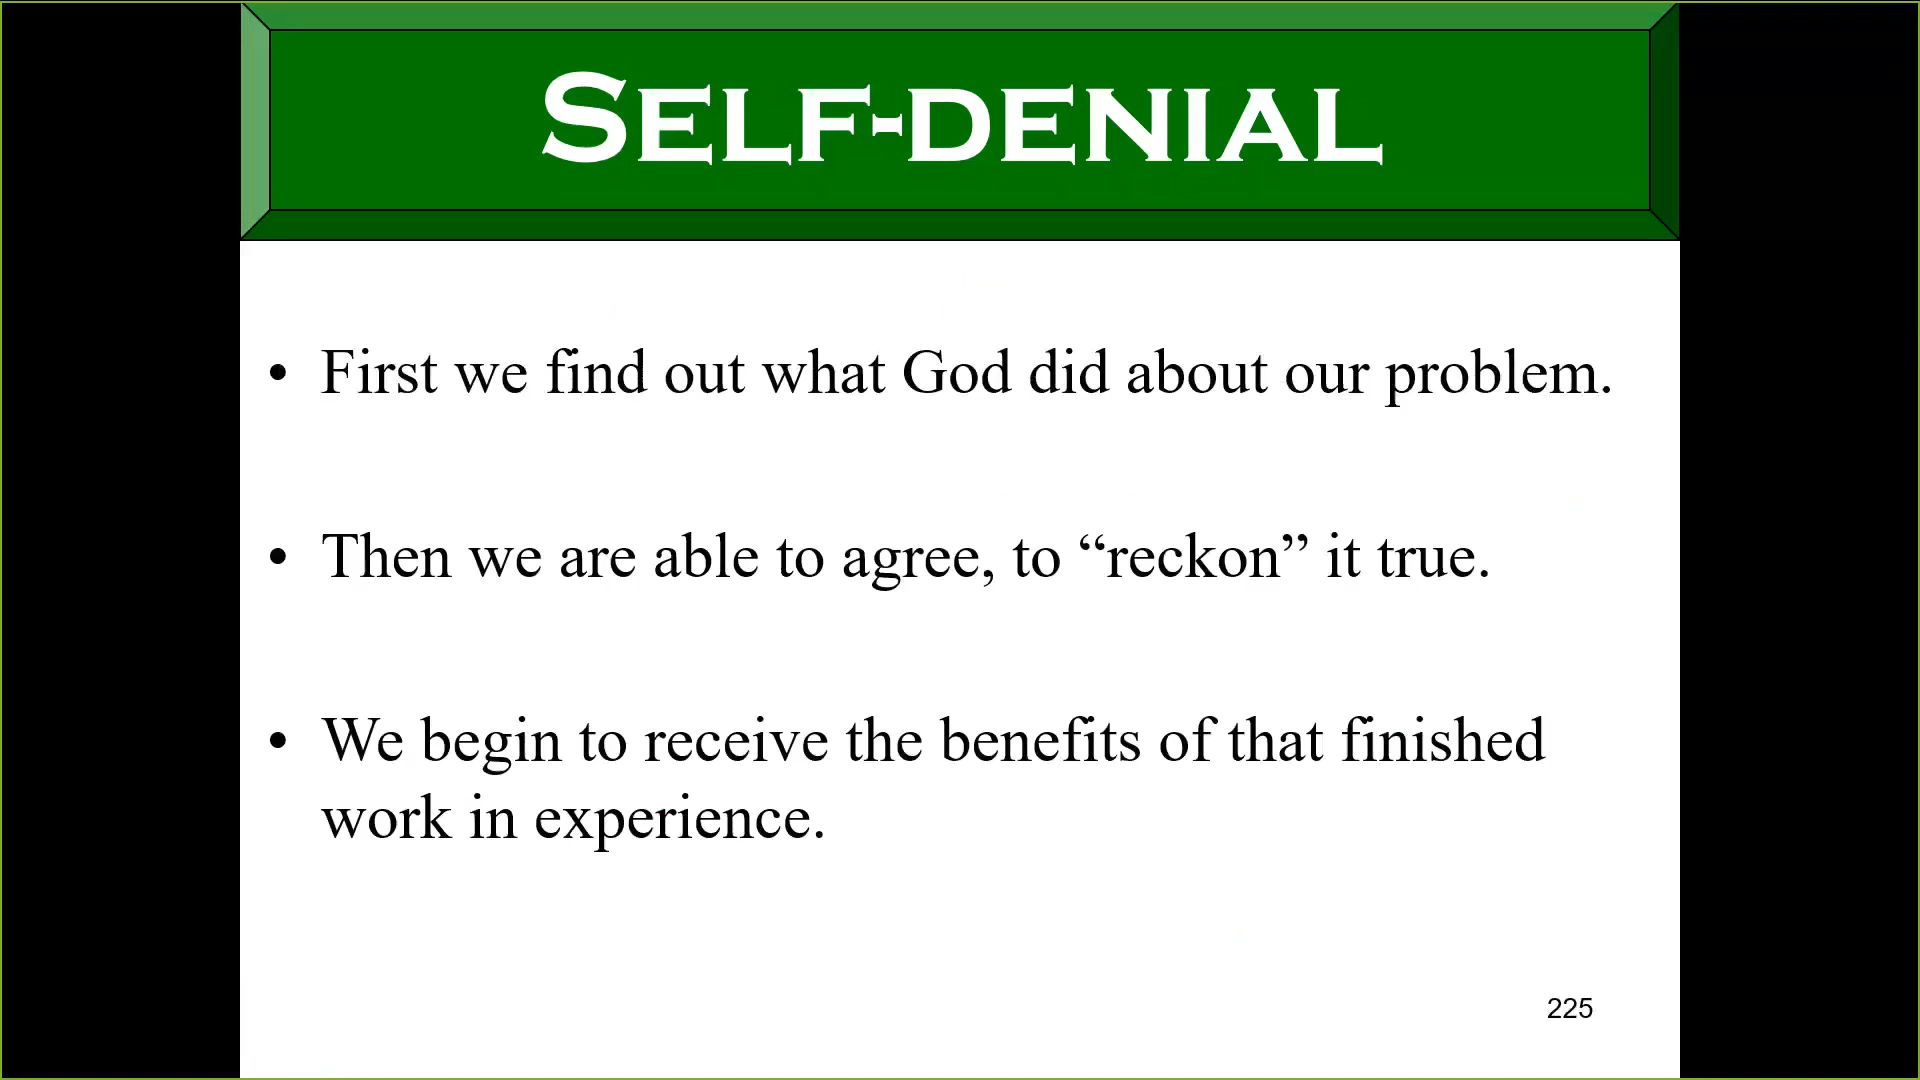 SELF-DENIAL
• First we find out what God did about our problem.
• Then we are able to agree, to “reckon” it true.
• We begin to receive the benefits of that finished
work in experience.
225